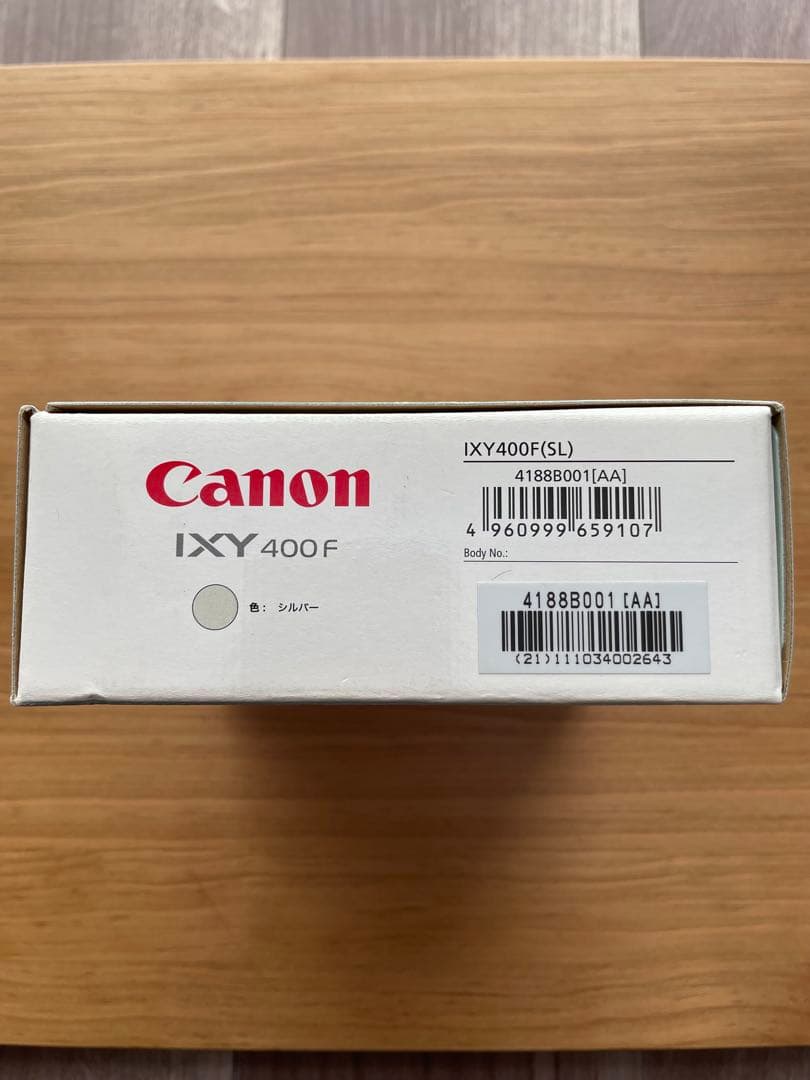 Canon
IXY 400F
色： シルバー
IXY400F(SL)
4188B001[AA]
4 960999 659107
Body No.:
4188B001 [AA]
(21)111034002643